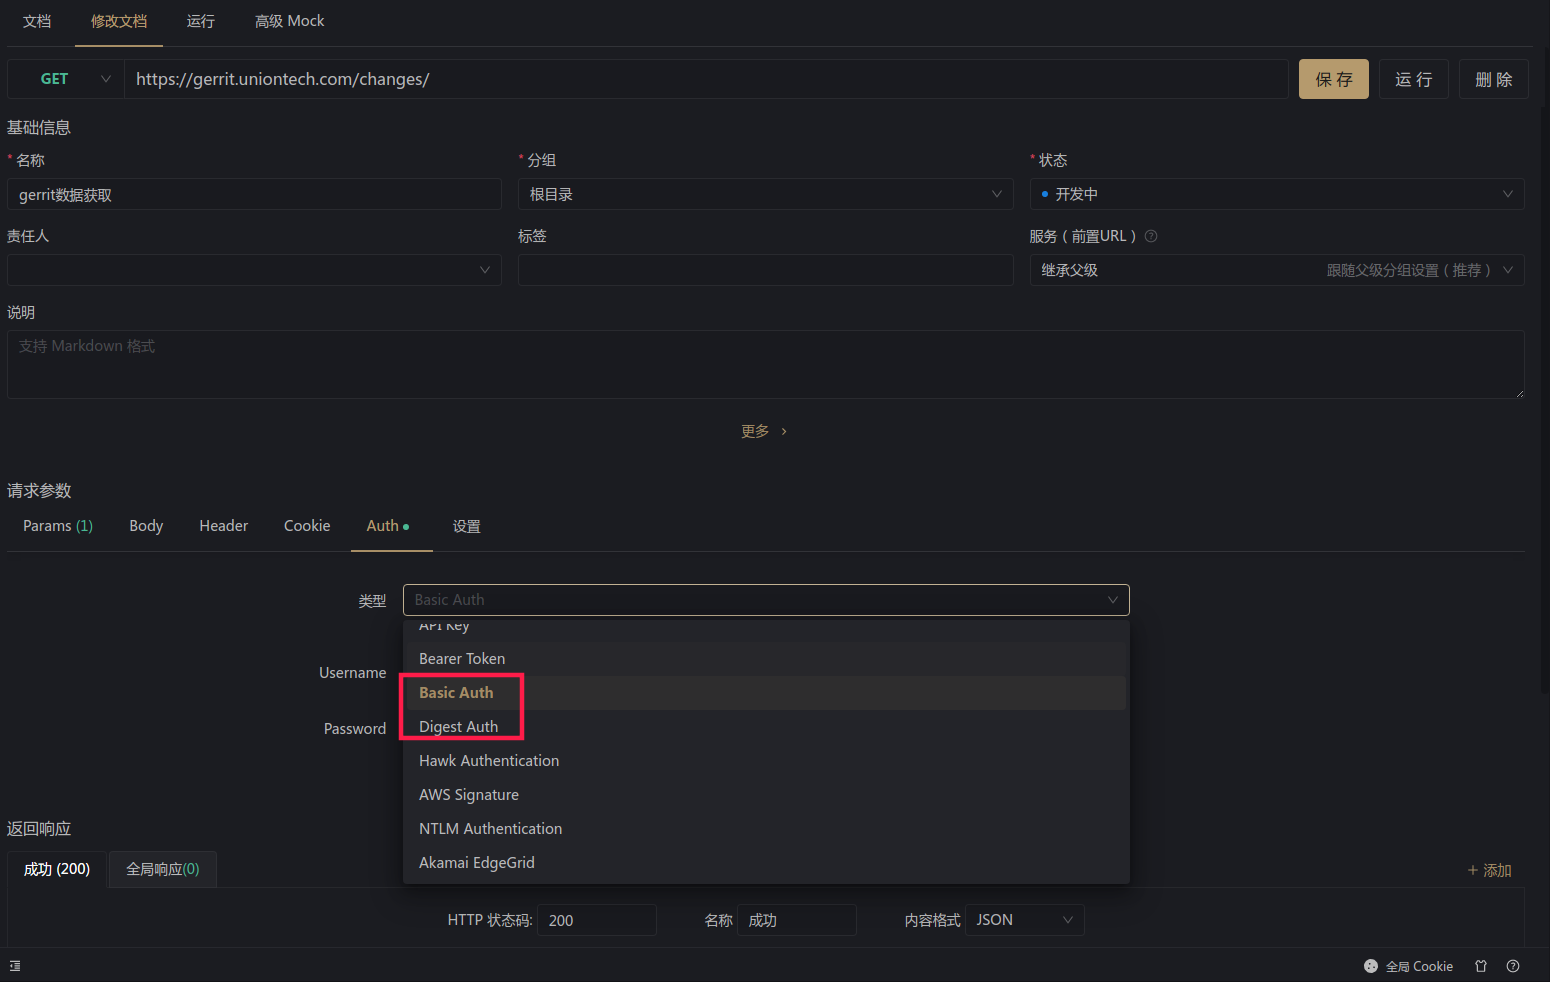 文档 修改文档 运行 高级 Mock
GET https://gerrit.uniontech.com/changes/ 保 存 运 行 删 除
基础信息
* 名称 * 分组 * 状态
gerrit数据获取 根目录 开发中
责任人 标签 服务（前置URL）
继承父级 跟随父级分组设置（推荐）
说明
支持 Markdown 格式
更多
请求参数
Params (1) Body Header Cookie Auth 设置
类型 Basic Auth
API Key
Bearer Token
Username
Basic Auth
Digest Auth
Password
Hawk Authentication
AWS Signature
NTLM Authentication
Akamai EdgeGrid
返回响应
成功 (200) 全局响应(0) + 添加
HTTP 状态码: 200 名称 成功 内容格式 JSON
全局 Cookie